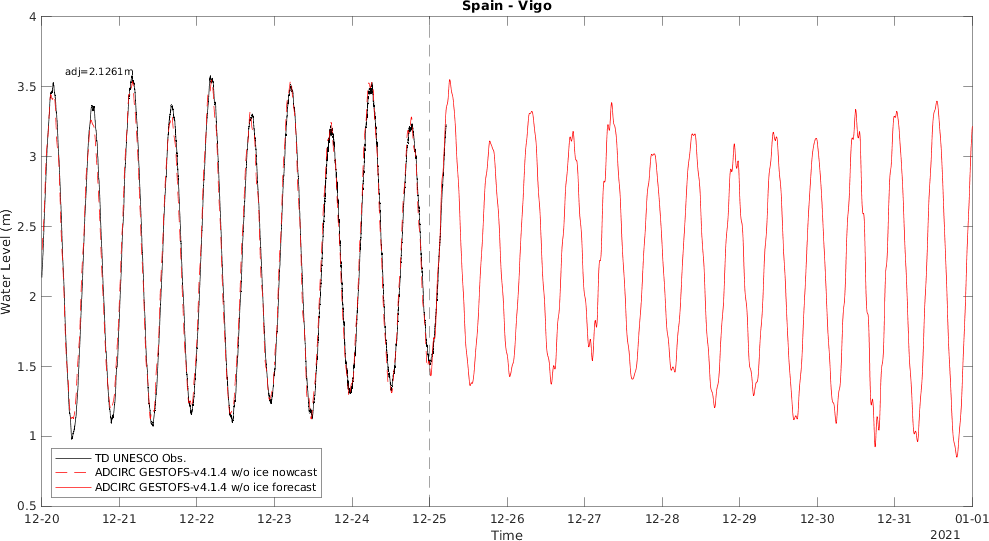 Spain - Vigo
4
adj=2.1261m
3.5
3
2.5
2
1.5
1
0.5
Water Level (m)
TD UNESCO Obs.
ADCIRC GESTOFS-v4.1.4 w/o ice nowcast
ADCIRC GESTOFS-v4.1.4 w/o ice forecast
12-20 12-21 12-22 12-23 12-24 12-25 12-26 12-27 12-28 12-29 12-30 12-31 01-01
Time
2021